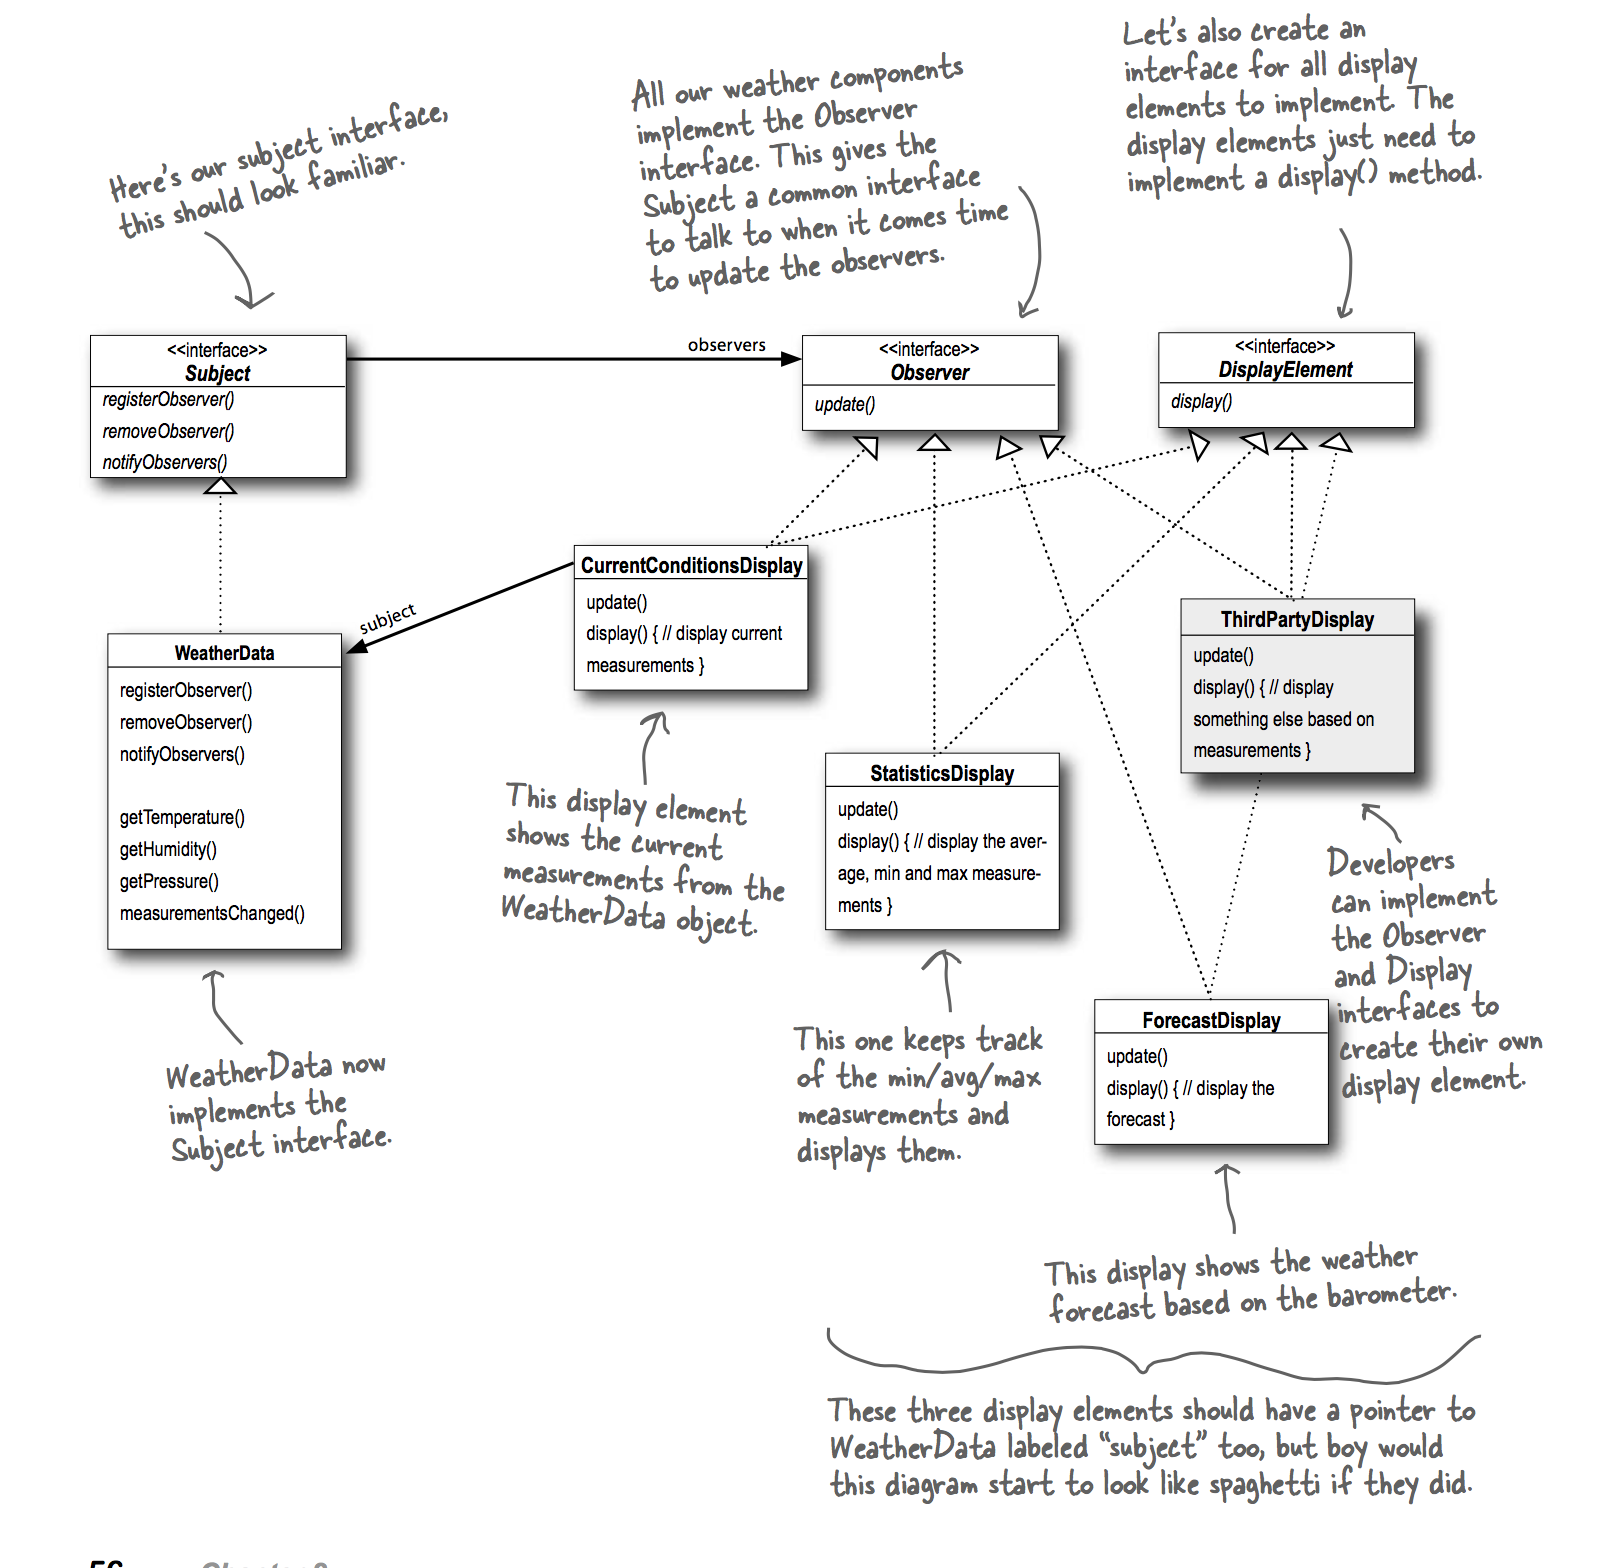 Here's our subject interface,
this should look familiar.
All our weather components
implement the Observer
interface. This gives the
Subject a common interface
to talk to when it comes time
to update the observers.
Let's also create an
interface for all display
elements to implement. The
display elements just need to
implement a display() method.
<<interface>>
Subject
registerObserver()
removeObserver()
notifyObservers()
observers
<<interface>>
Observer
update()
<<interface>>
DisplayElement
display()
CurrentConditionsDisplay
update()
display() { // display current
measurements }
subject
WeatherData
registerObserver()
removeObserver()
notifyObservers()
getTemperature()
getHumidity()
getPressure()
measurementsChanged()
ThirdPartyDisplay
update()
display() { // display
something else based on
measurements }
StatisticsDisplay
update()
display() { // display the aver-
age, min and max measure-
ments }
This display element
shows the current
measurements from the
WeatherData object.
Developers
can implement
the Observer
and Display
interfaces to
create their own
display element.
ForecastDisplay
update()
display() { // display the
forecast }
WeatherData now
implements the
Subject interface.
This one keeps track
of the min/avg/max
measurements and
displays them.
This display shows the weather
forecast based on the barometer.
These three display elements should have a pointer to
WeatherData labeled "subject" too, but boy would
this diagram start to look like spaghetti if they did.